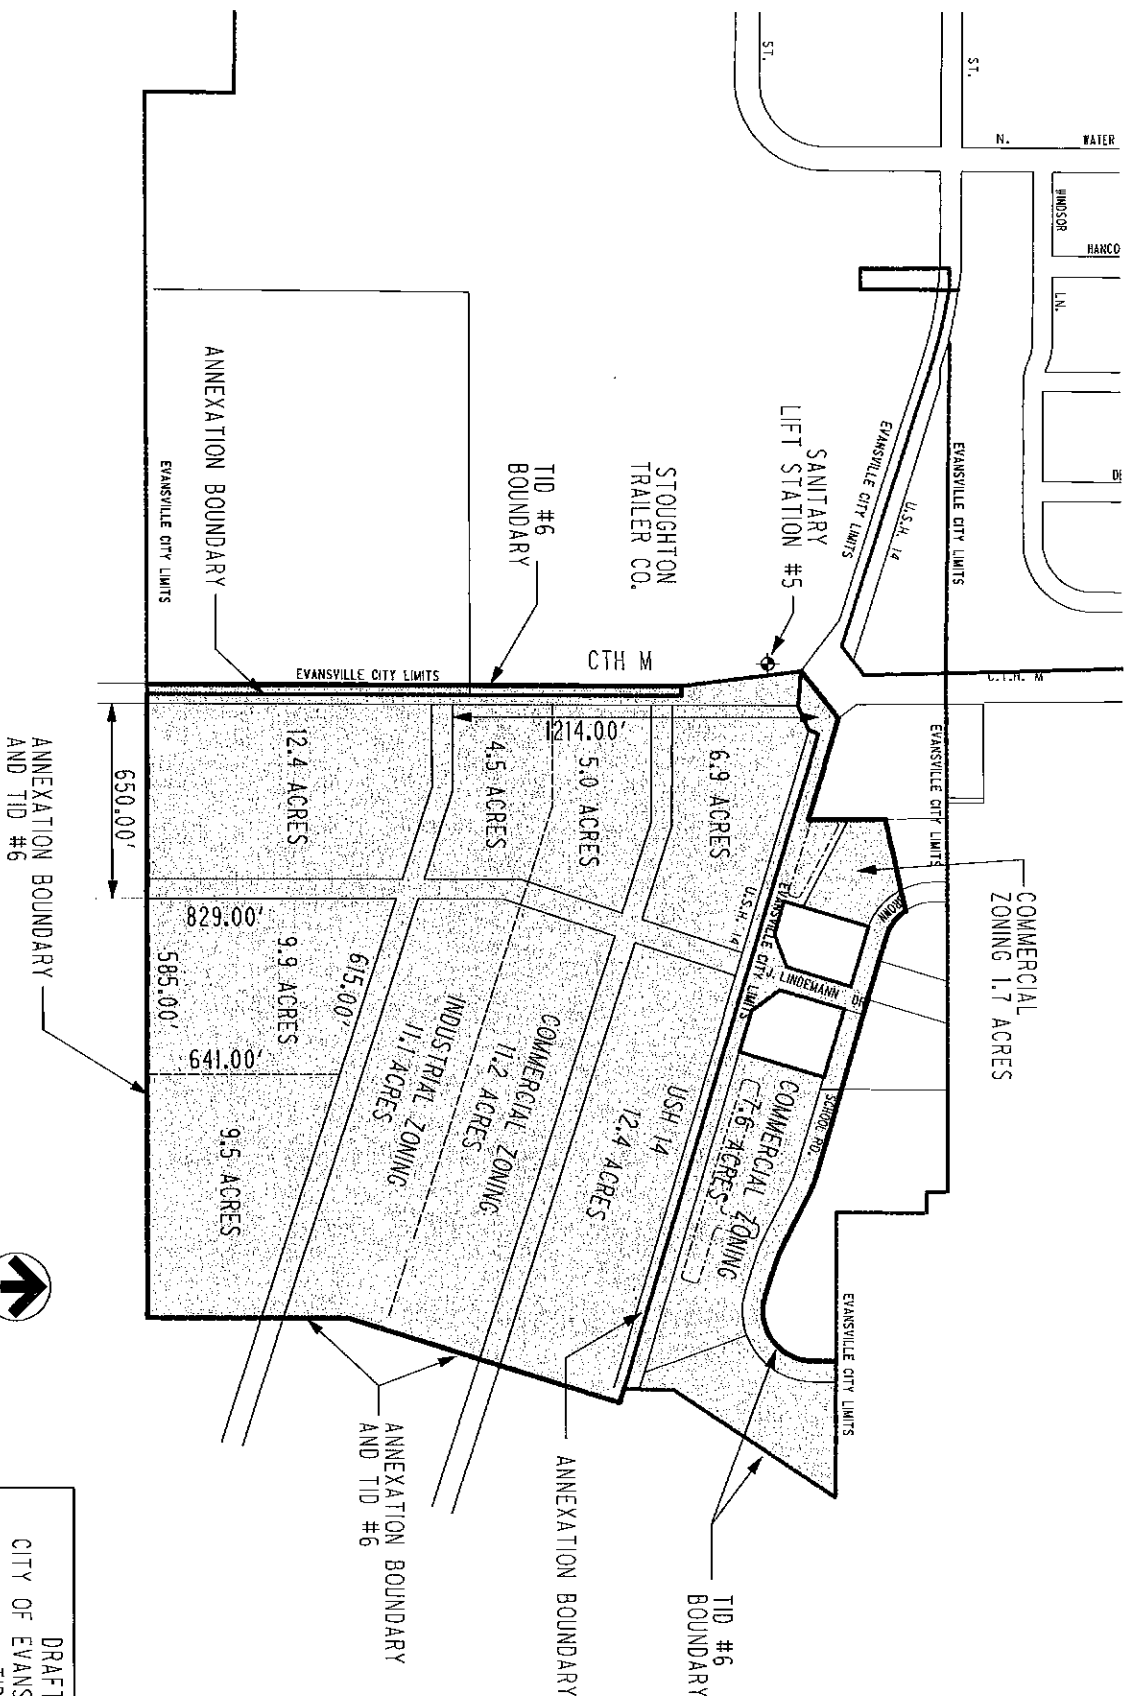 ST.
ST.
N.
WATER
WINDSOR
LN.
HANCO
EVANSVILLE CITY LIMITS
U.S.H. 14
EVANSVILLE CITY LIMITS
SANITARY
LIFT STATION #5
STOUGHTON
TRAILER CO.
TID #6
BOUNDARY
ANNEXATION BOUNDARY
EVANSVILLE CITY LIMITS
EVANSVILLE CITY LIMITS
CTH M
C.T.H. M
EVANSVILLE CITY LIMITS
COMMERCIAL
ZONING 1.7 ACRES
BROWN
J. LINDEMANN DR
SCHOOL RD.
EVANSVILLE CITY LIMITS
U.S.H. 14
EVANSVILLE CITY LIMITS
COMMERCIAL ZONING
7.6 ACRES
USH 14
12.4 ACRES
6.9 ACRES
1214.00'
5.0 ACRES
4.5 ACRES
COMMERCIAL ZONING
11.2 ACRES
INDUSTRIAL ZONING
11.1 ACRES
12.4 ACRES
650.00'
829.00'
615.00'
9.9 ACRES
585.00'
641.00'
9.5 ACRES
ANNEXATION BOUNDARY
AND TID #6
ANNEXATION BOUNDARY
AND TID #6
ANNEXATION BOUNDARY
TID #6
BOUNDARY
DRAFT
CITY OF EVANS